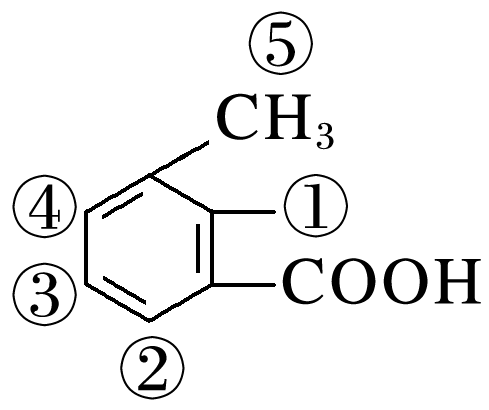 ⑤
CH₃
④ ①
③ COOH
②